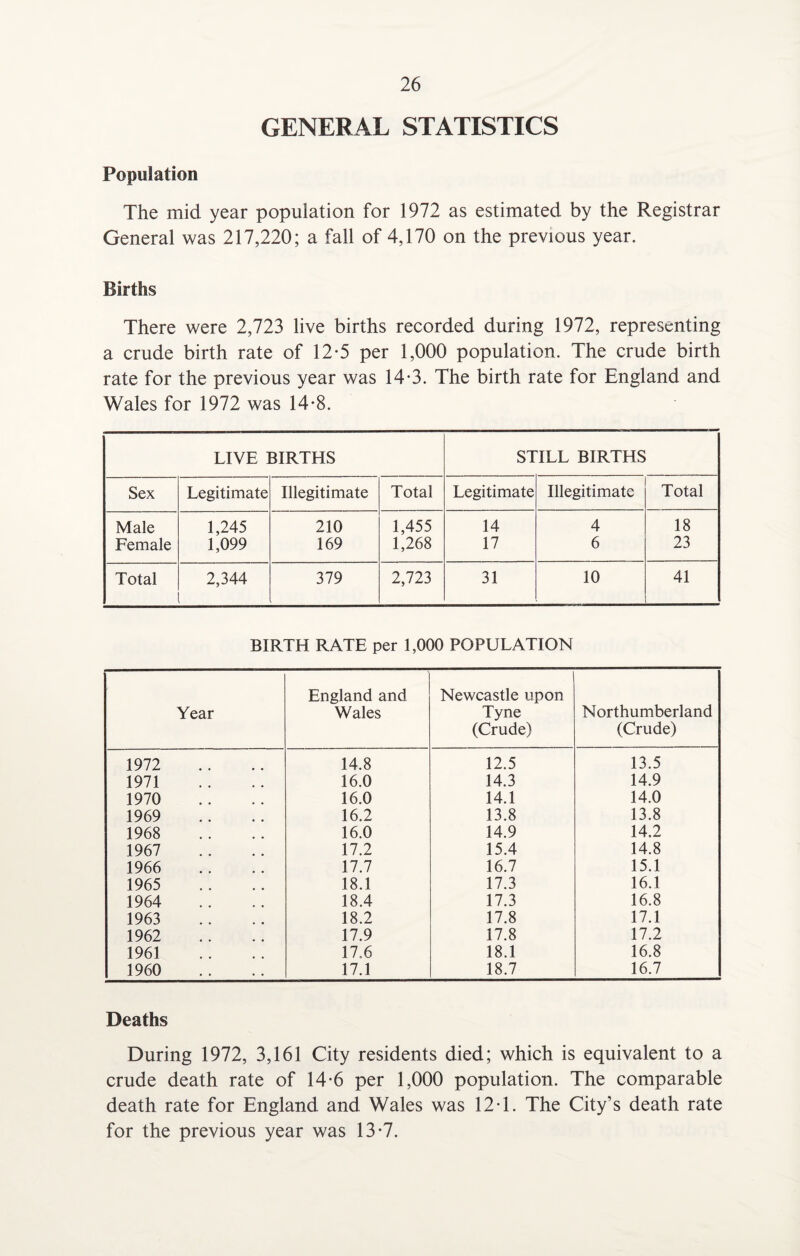 26
GENERAL STATISTICS
Population
The mid year population for 1972 as estimated by the Registrar
General was 217,220; a fall of 4,170 on the previous year.
Births
There were 2,723 live births recorded during 1972, representing
a crude birth rate of 12·5 per 1,000 population. The crude birth
rate for the previous year was 14·3. The birth rate for England and
Wales for 1972 was 14·8.
LIVE BIRTHS STILL BIRTHS
Sex Legitimate Illegitimate Total Legitimate Illegitimate Total
Male 1,245 210 1,455 14 4 18
Female 1,099 169 1,268 17 6 23
Total 2,344 379 2,723 31 10 41
BIRTH RATE per 1,000 POPULATION
Year England and Wales Newcastle upon Tyne (Crude) Northumberland (Crude)
1972 .. .. 14.8 12.5 13.5
1971 .. .. 16.0 14.3 14.9
1970 .. .. 16.0 14.1 14.0
1969 .. .. 16.2 13.8 13.8
1968 .. .. 16.0 14.9 14.2
1967 .. .. 17.2 15.4 14.8
1966 .. .. 17.7 16.7 15.1
1965 .. .. 18.1 17.3 16.1
1964 .. .. 18.4 17.3 16.8
1963 .. .. 18.2 17.8 17.1
1962 .. .. 17.9 17.8 17.2
1961 .. .. 17.6 18.1 16.8
1960 .. .. 17.1 18.7 16.7
Deaths
During 1972, 3,161 City residents died; which is equivalent to a
crude death rate of 14·6 per 1,000 population. The comparable
death rate for England and Wales was 12·1. The City's death rate
for the previous year was 13·7.